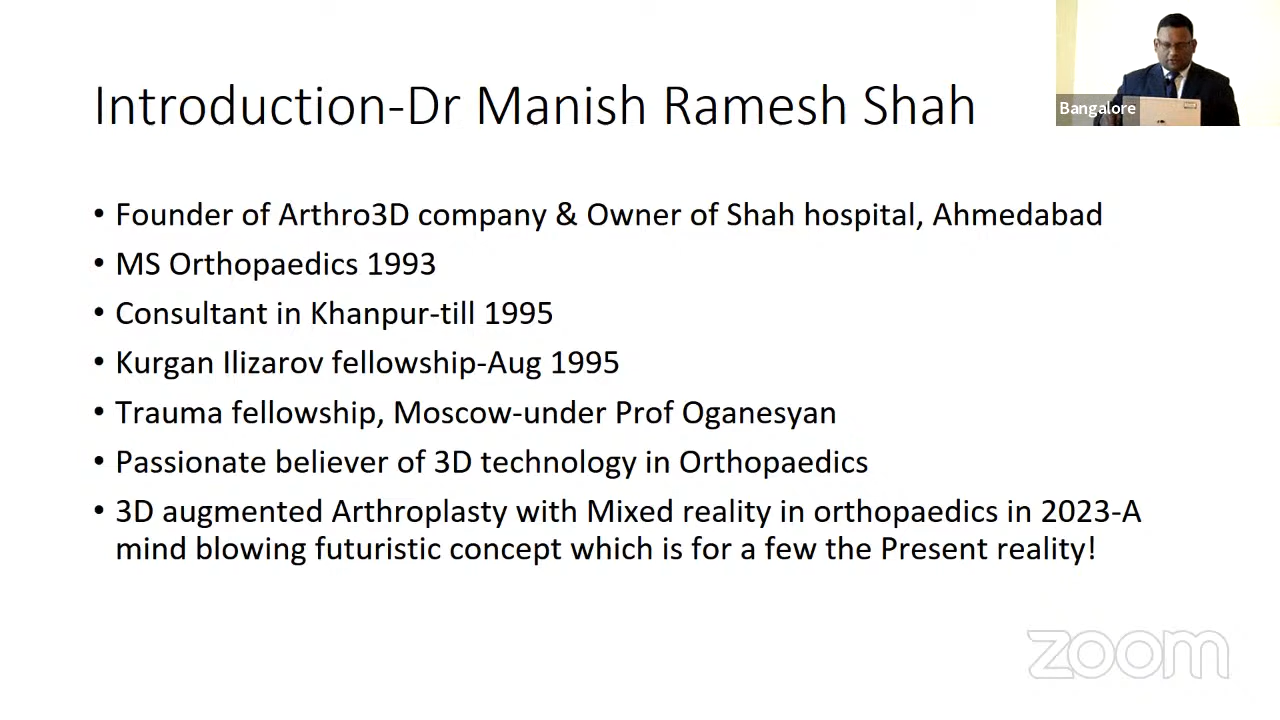 Introduction-Dr Manish Ramesh Shah
Bangalore
• Founder of Arthro3D company & Owner of Shah hospital, Ahmedabad
• MS Orthopaedics 1993
• Consultant in Khanpur-till 1995
• Kurgan Ilizarov fellowship-Aug 1995
• Trauma fellowship, Moscow-under Prof Oganesyan
• Passionate believer of 3D technology in Orthopaedics
• 3D augmented Arthroplasty with Mixed reality in orthopaedics in 2023-A
mind blowing futuristic concept which is for a few the Present reality!
zoom